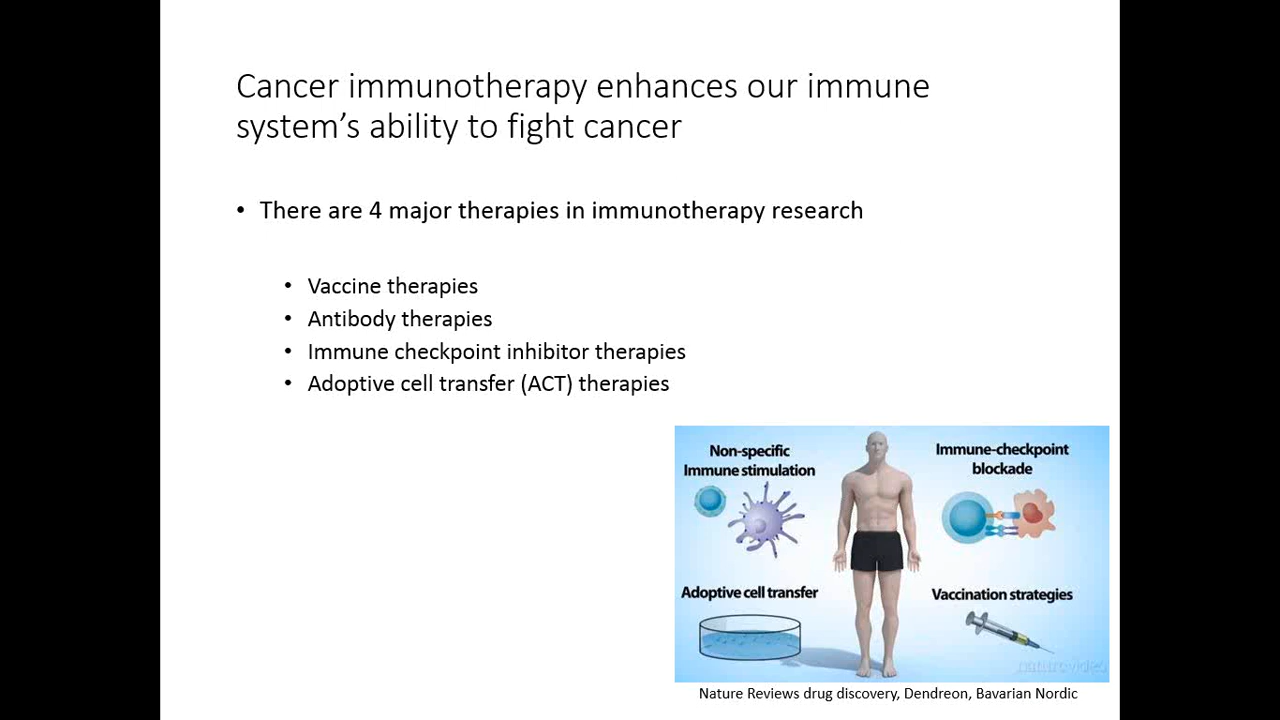 Cancer immunotherapy enhances our immune
system’s ability to fight cancer
• There are 4 major therapies in immunotherapy research
• Vaccine therapies
• Antibody therapies
• Immune checkpoint inhibitor therapies
• Adoptive cell transfer (ACT) therapies
Non-specific
Immune stimulation
Immune-checkpoint
blockade
Adoptive cell transfer
Vaccination strategies
Nature Reviews drug discovery, Dendreon, Bavarian Nordic